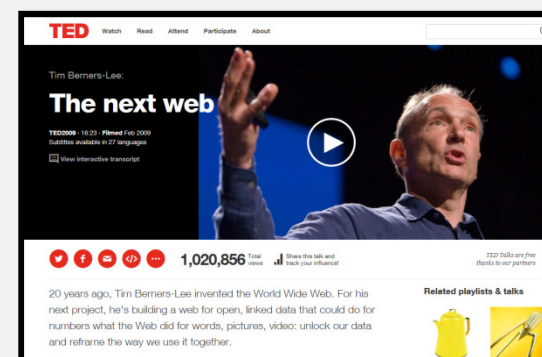 TED Watch Read Attend Participate About
Tim Berners-Lee:
The next web
TED2009 · 16:23 · Filmed Feb 2009
Subtitles available in 27 languages
View interactive transcript
1,020,856 Total views
Share this talk and track your influence!
TED Talks are free
thanks to our partners
20 years ago, Tim Berners-Lee invented the World Wide Web. For his
next project, he's building a web for open, linked data that could do for
numbers what the Web did for words, pictures, video: unlock our data
and reframe the way we use it together.
Related playlists & talks